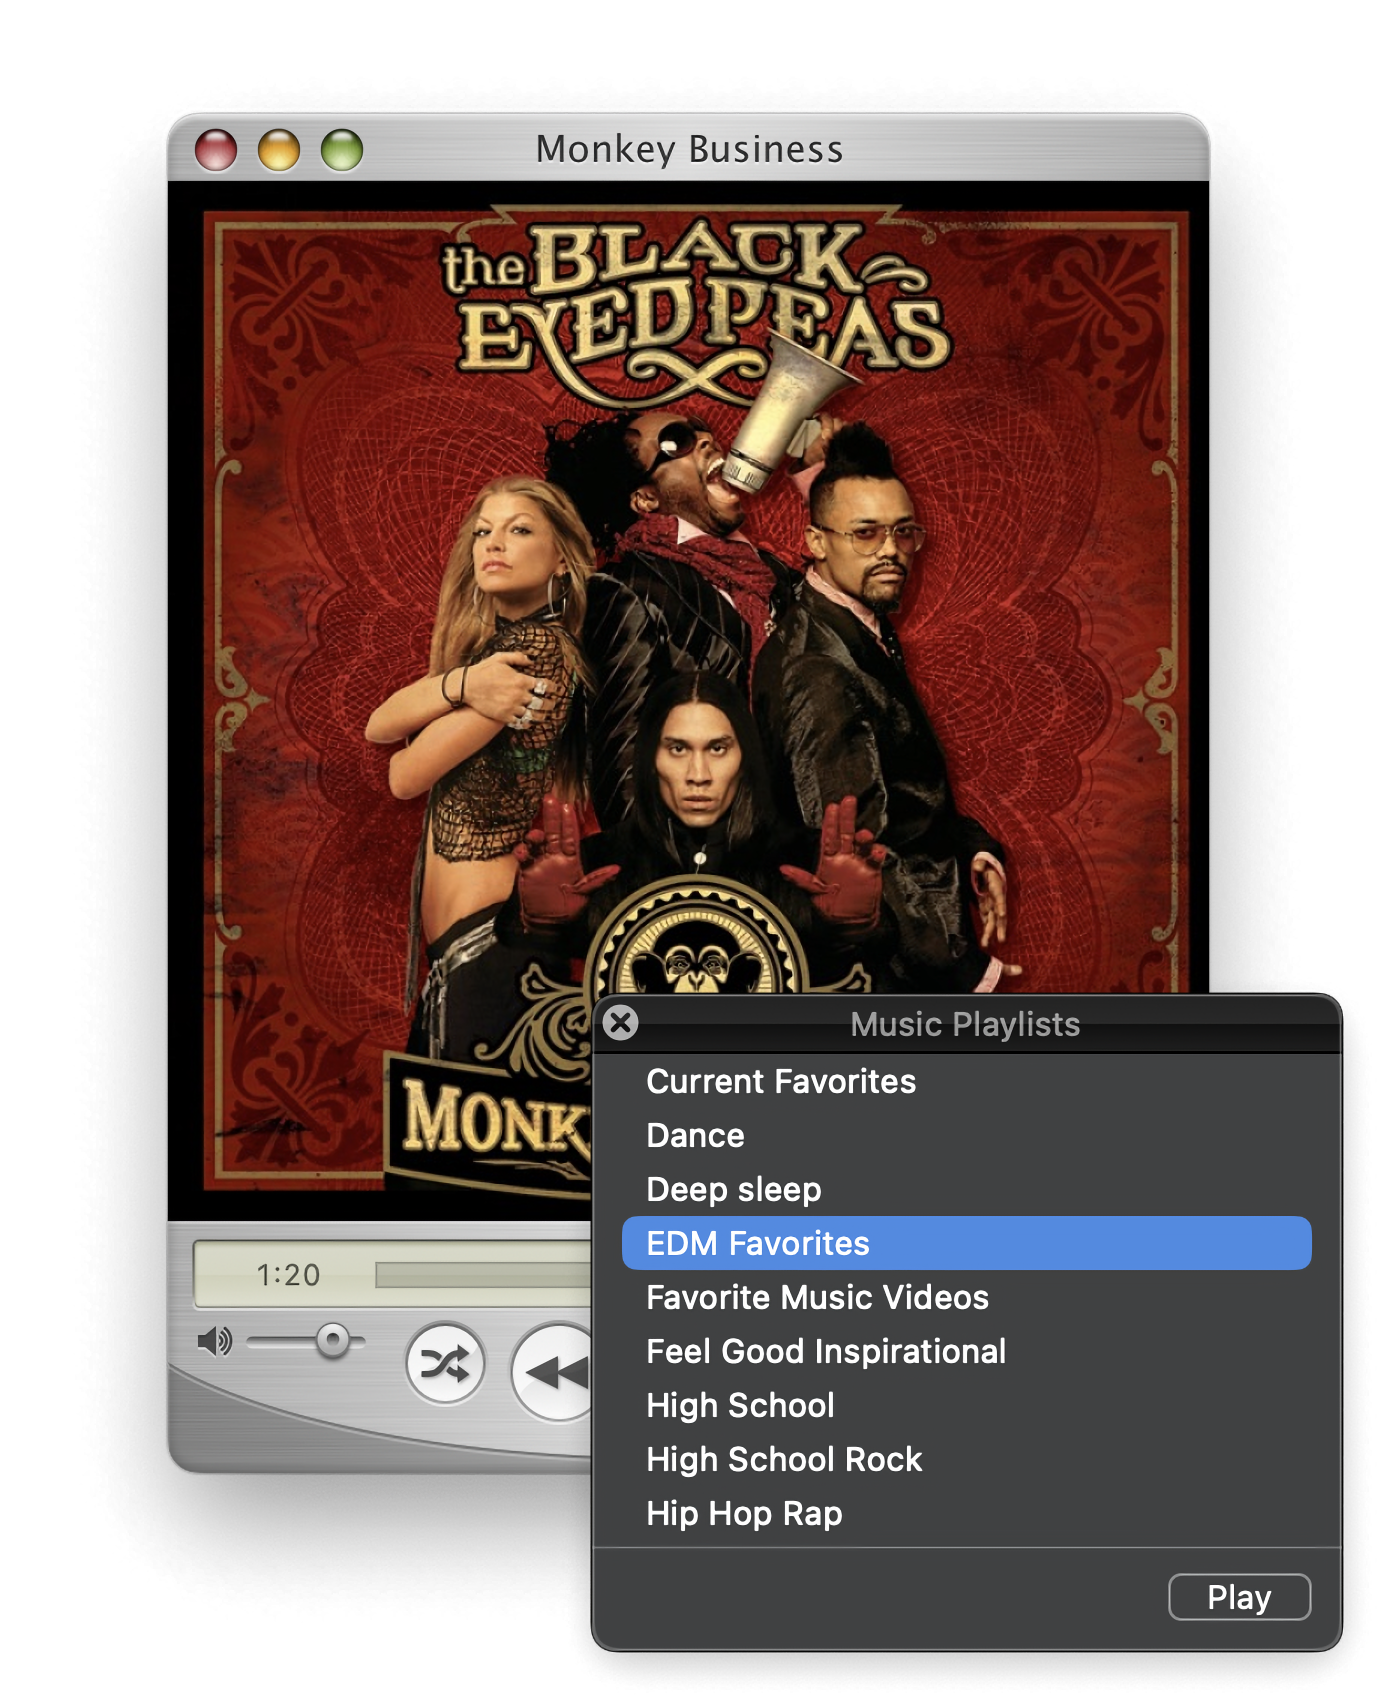 Monkey Business
the BLACK
EYED PEAS
MONK
1:20
Music Playlists
Current Favorites
Dance
Deep sleep
EDM Favorites
Favorite Music Videos
Feel Good Inspirational
High School
High School Rock
Hip Hop Rap
Play